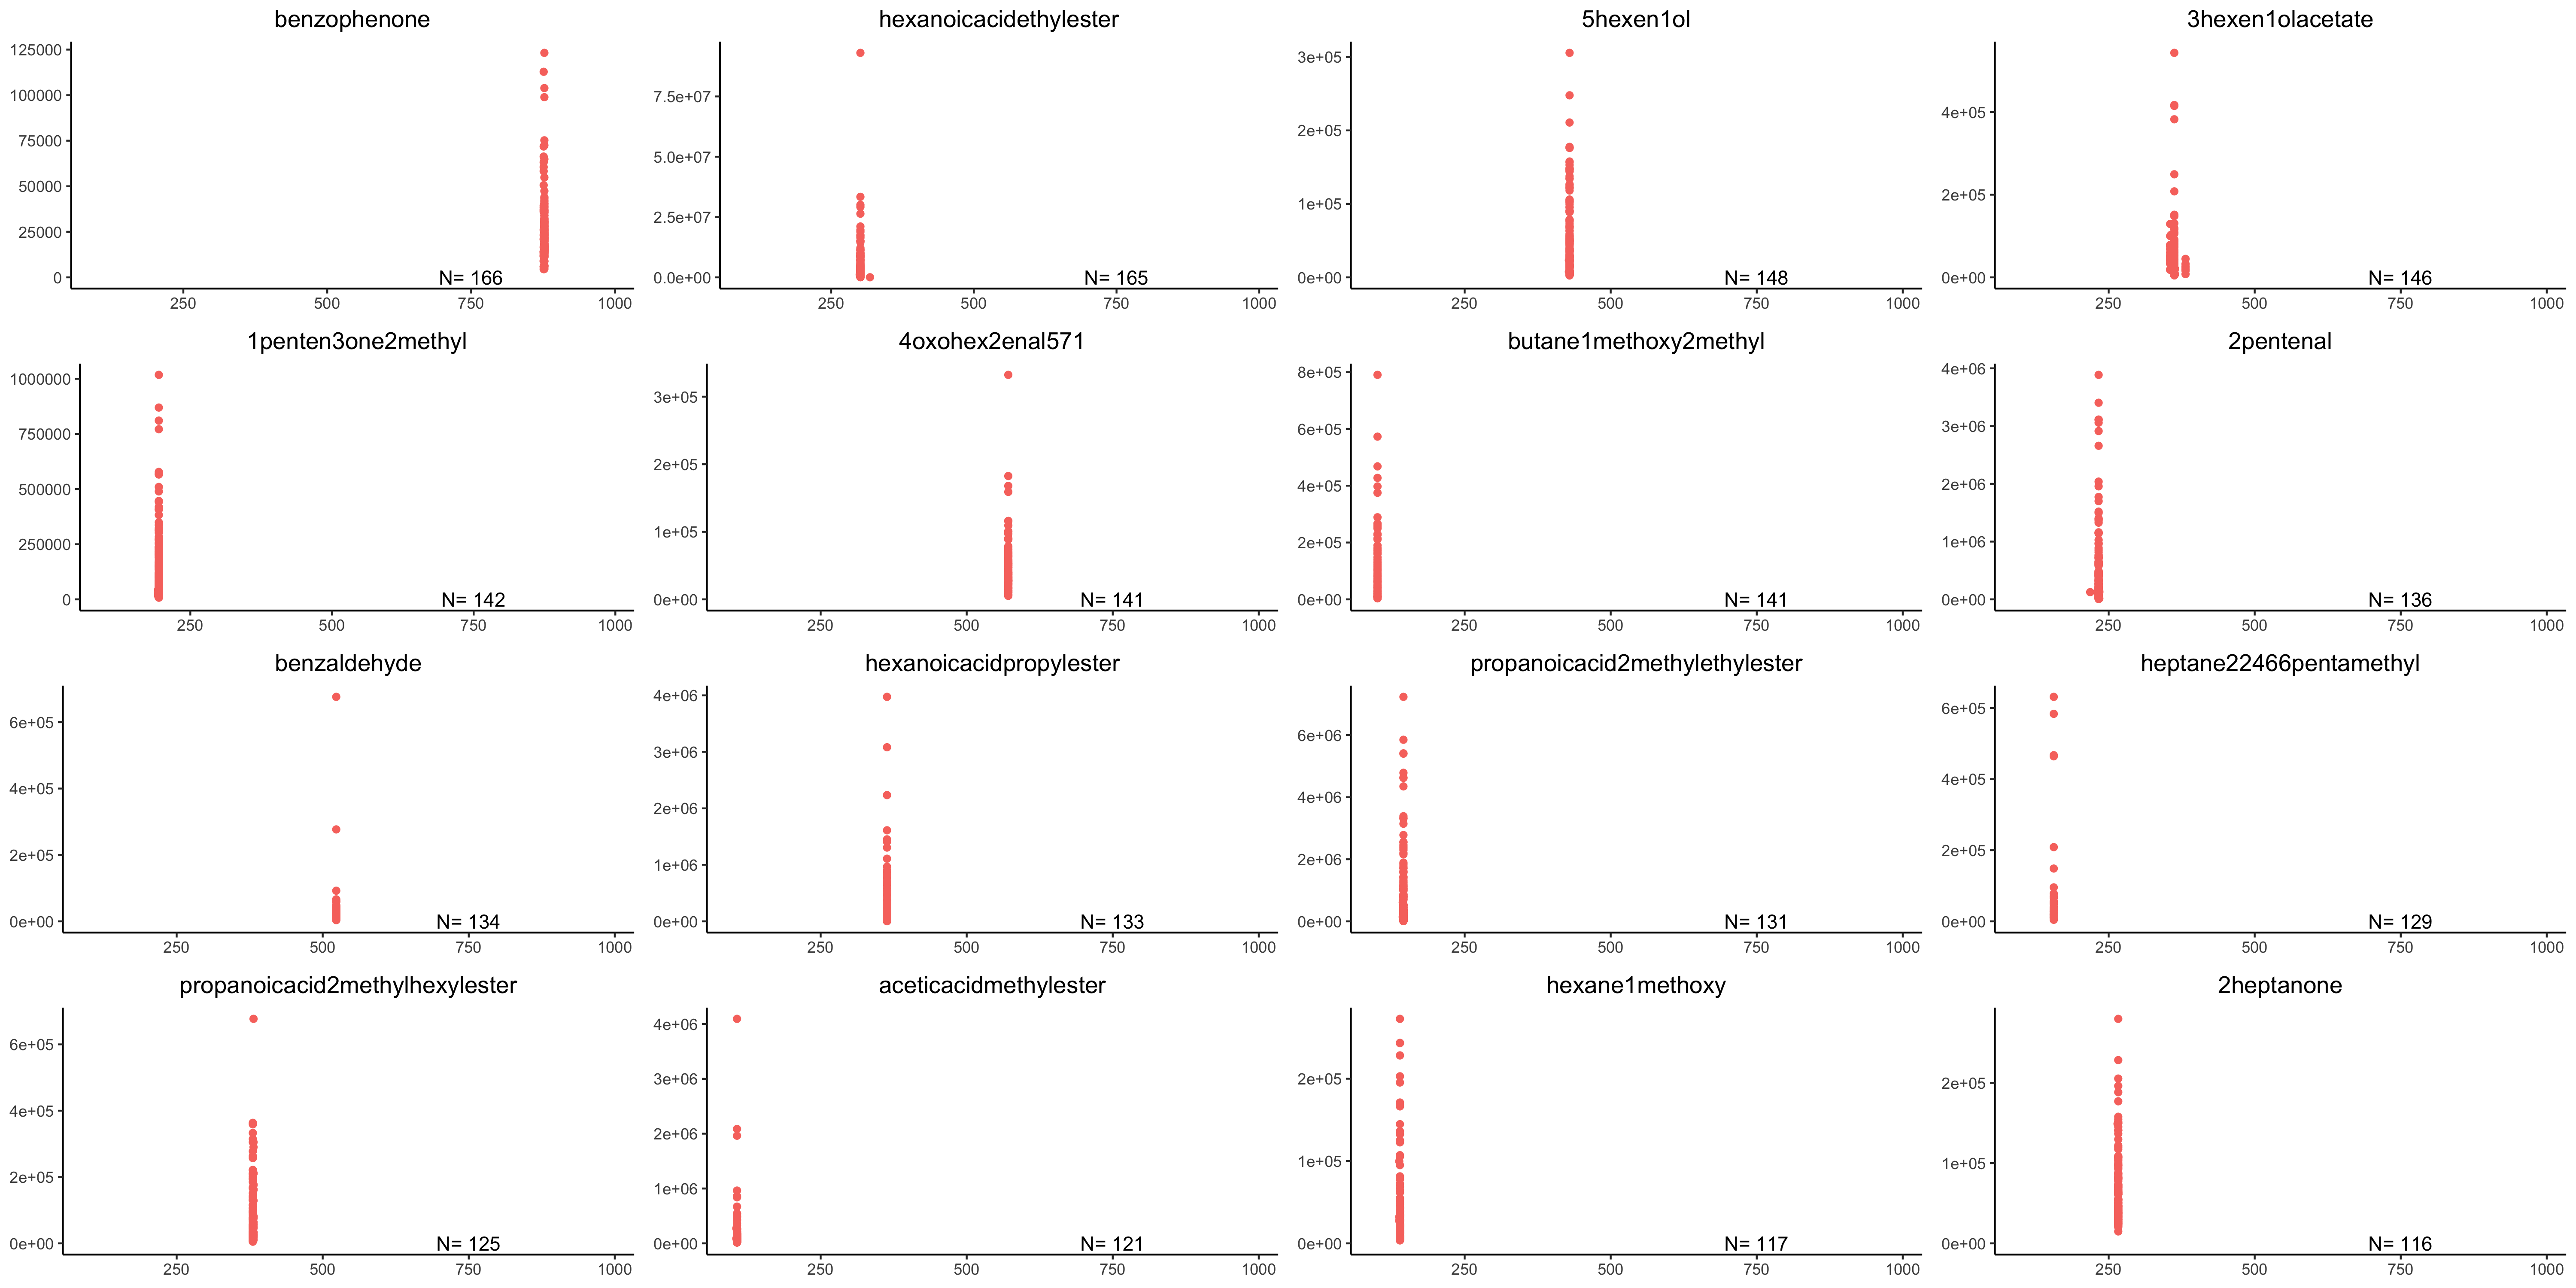 benzophenone
hexanoicacidethylester
5hexen1ol
3hexen1olacetate
125000
100000
75000
50000
25000
0
N= 166
250 500 750 1000
7.5e+07
5.0e+07
2.5e+07
0.0e+00
N= 165
250 500 750 1000
3e+05
2e+05
1e+05
0e+00
N= 148
250 500 750 1000
4e+05
2e+05
0e+00
N= 146
250 500 750 1000
1penten3one2methyl
4oxohex2enal571
butane1methoxy2methyl
2pentenal
1000000
750000
500000
250000
0
N= 142
250 500 750 1000
3e+05
2e+05
1e+05
0e+00
N= 141
250 500 750 1000
8e+05
6e+05
4e+05
2e+05
0e+00
N= 141
250 500 750 1000
4e+06
3e+06
2e+06
1e+06
0e+00
N= 136
250 500 750 1000
benzaldehyde
hexanoicacidpropylester
propanoicacid2methylethylester
heptane22466pentamethyl
6e+05
4e+05
2e+05
0e+00
N= 134
250 500 750 1000
4e+06
3e+06
2e+06
1e+06
0e+00
N= 133
250 500 750 1000
6e+06
4e+06
2e+06
0e+00
N= 131
250 500 750 1000
6e+05
4e+05
2e+05
0e+00
N= 129
250 500 750 1000
propanoicacid2methylhexylester
aceticacidmethylester
hexane1methoxy
2heptanone
6e+05
4e+05
2e+05
0e+00
N= 125
250 500 750 1000
4e+06
3e+06
2e+06
1e+06
0e+00
N= 121
250 500 750 1000
2e+05
1e+05
0e+00
N= 117
250 500 750 1000
2e+05
1e+05
0e+00
N= 116
250 500 750 1000